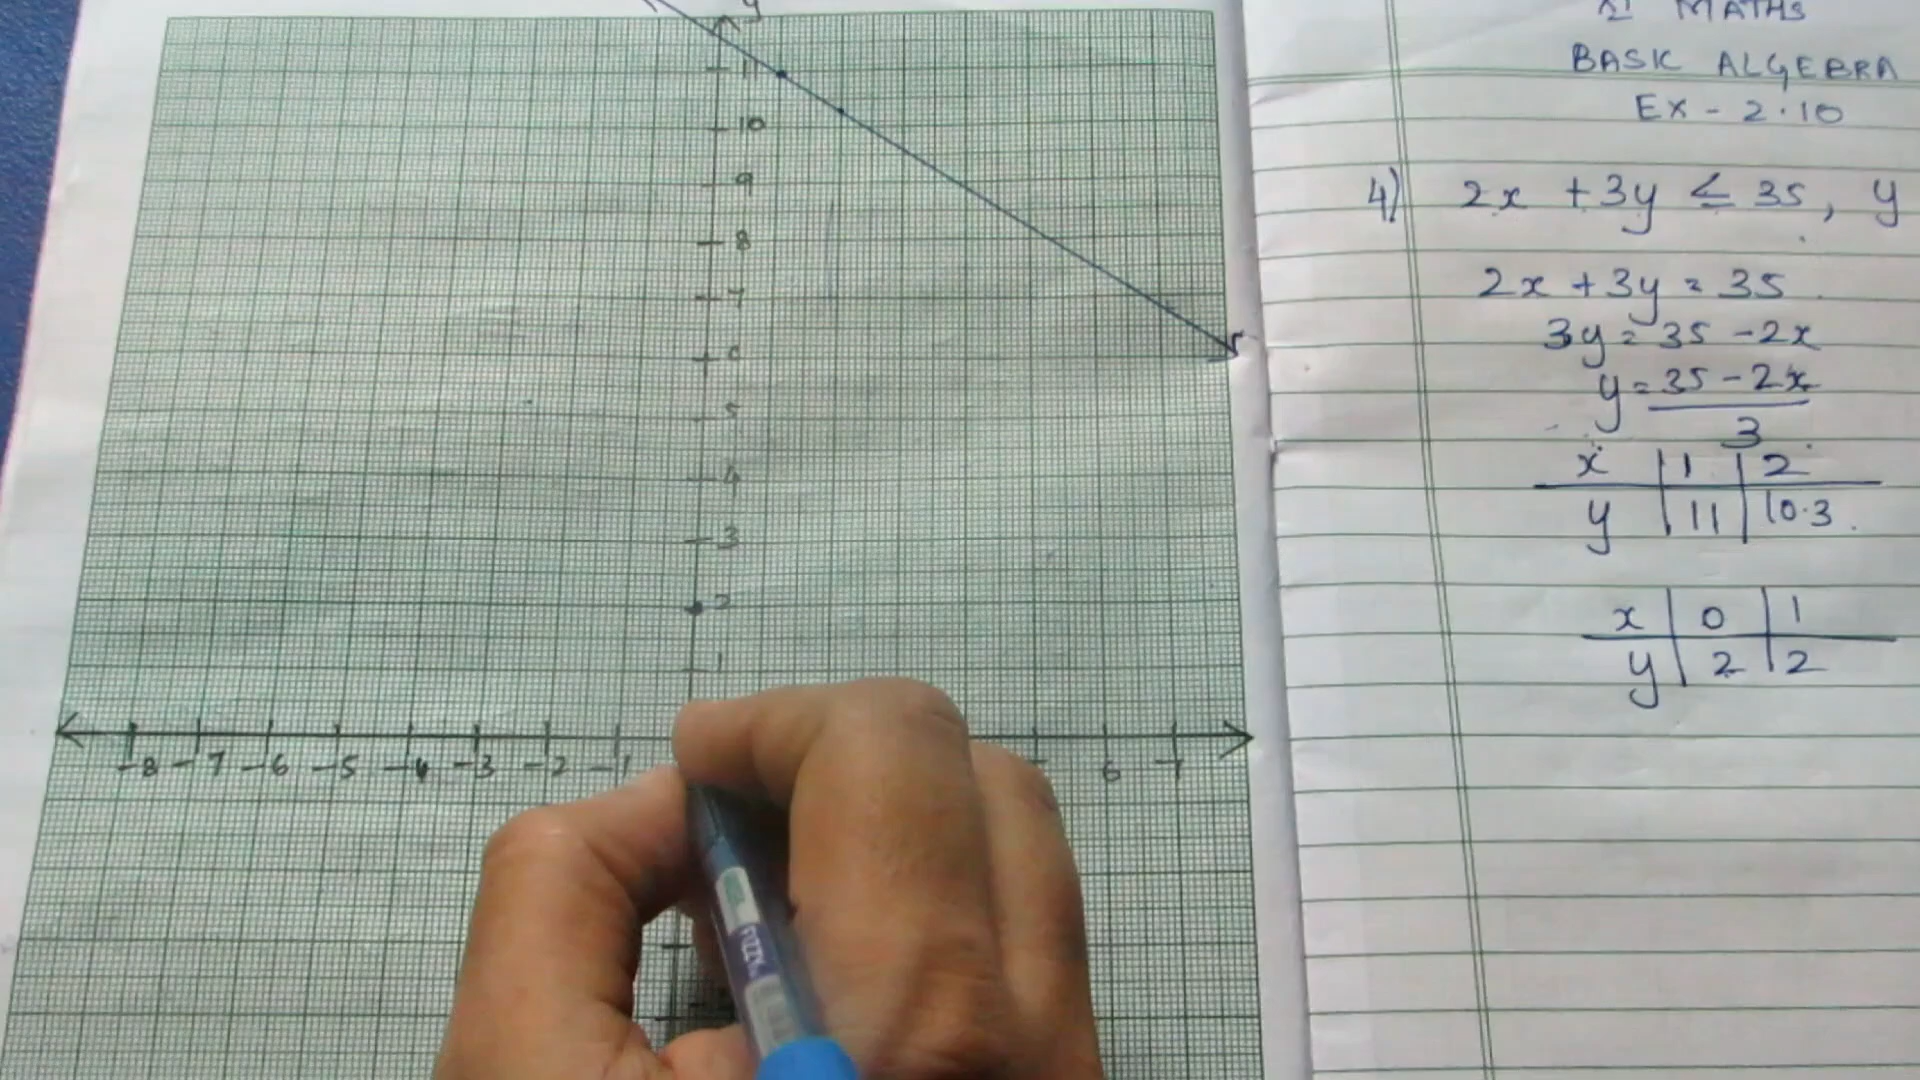 y
11
10
9
8
7
6
5
4
3
2
1
-8 -7 -6 -5 -4 -3 -2 -1 6 7
FIZZY
MATHS
BASIC ALGEBRA
EX - 2.10
4) 2x + 3y ≤ 35, y
2x + 3y = 35
3y = 35 - 2x
y = 35 - 2x
3
x | 1 | 2
y | 11 | 10.3
x | 0 | 1
y | 2 | 2